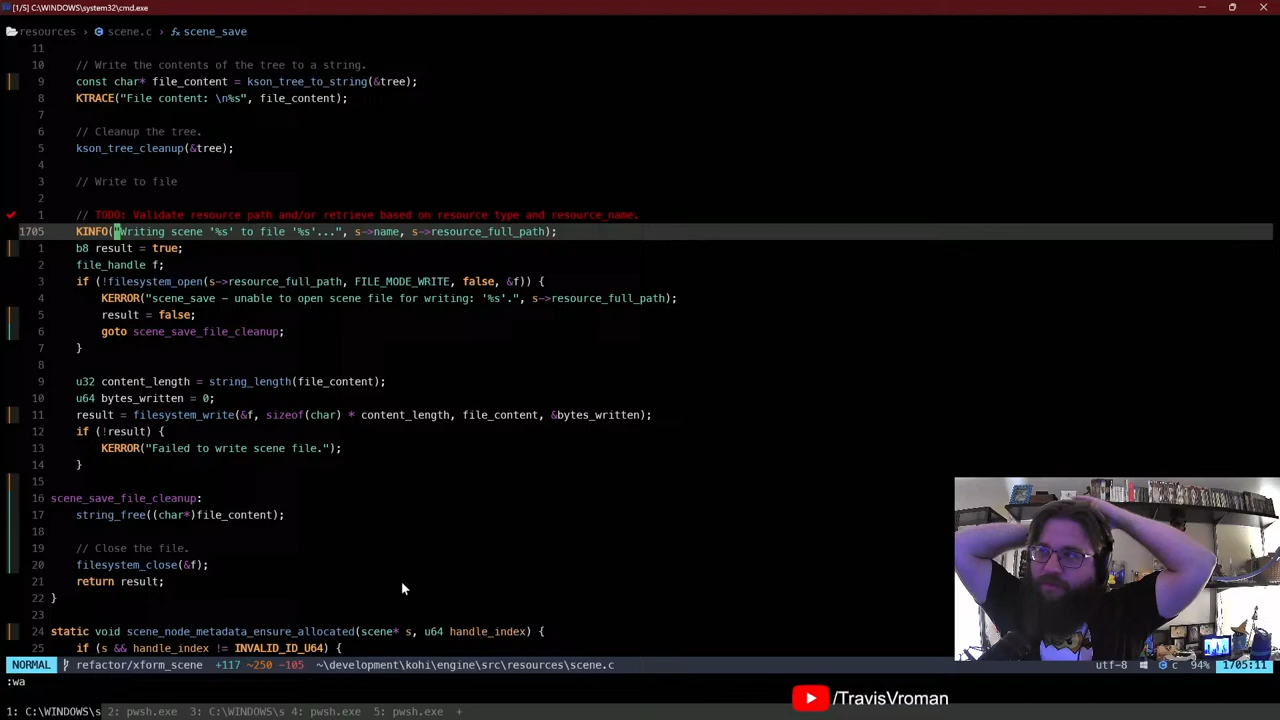 [1/5] C:\WINDOWS\system32\cmd.exe
resources > scene.c > scene_save
11
10 // Write the contents of the tree to a string.
9 const char* file_content = kson_tree_to_string(&tree);
8 KTRACE("File content: \n%s", file_content);
7
6 // Cleanup the tree.
5 kson_tree_cleanup(&tree);
4
3 // Write to file
2
1 // TODO: Validate resource path and/or retrieve based on resource type and resource_name.
1705 KINFO("Writing scene '%s' to file '%s'...", s->name, s->resource_full_path);
1 b8 result = true;
2 file_handle f;
3 if (!filesystem_open(s->resource_full_path, FILE_MODE_WRITE, false, &f)) {
4 KERROR("scene_save - unable to open scene file for writing: '%s'.", s->resource_full_path);
5 result = false;
6 goto scene_save_file_cleanup;
7 }
8
9 u32 content_length = string_length(file_content);
10 u64 bytes_written = 0;
11 result = filesystem_write(&f, sizeof(char) * content_length, file_content, &bytes_written);
12 if (!result) {
13 KERROR("Failed to write scene file.");
14 }
15
16 scene_save_file_cleanup:
17 string_free((char*)file_content);
18
19 // Close the file.
20 filesystem_close(&f);
21 return result;
22 }
23
24 static void scene_node_metadata_ensure_allocated(scene* s, u64 handle_index) {
25 if (s && handle_index != INVALID_ID_U64) {
NORMAL refactor/xform_scene +117 ~250 -105 ~\development\kohi\engine\src\resources\scene.c utf-8 c 94% 1705:11
:wa
/TravisVroman
1: C:\WINDOWS\s 2: pwsh.exe 3: C:\WINDOWS\s 4: pwsh.exe 5: pwsh.exe +